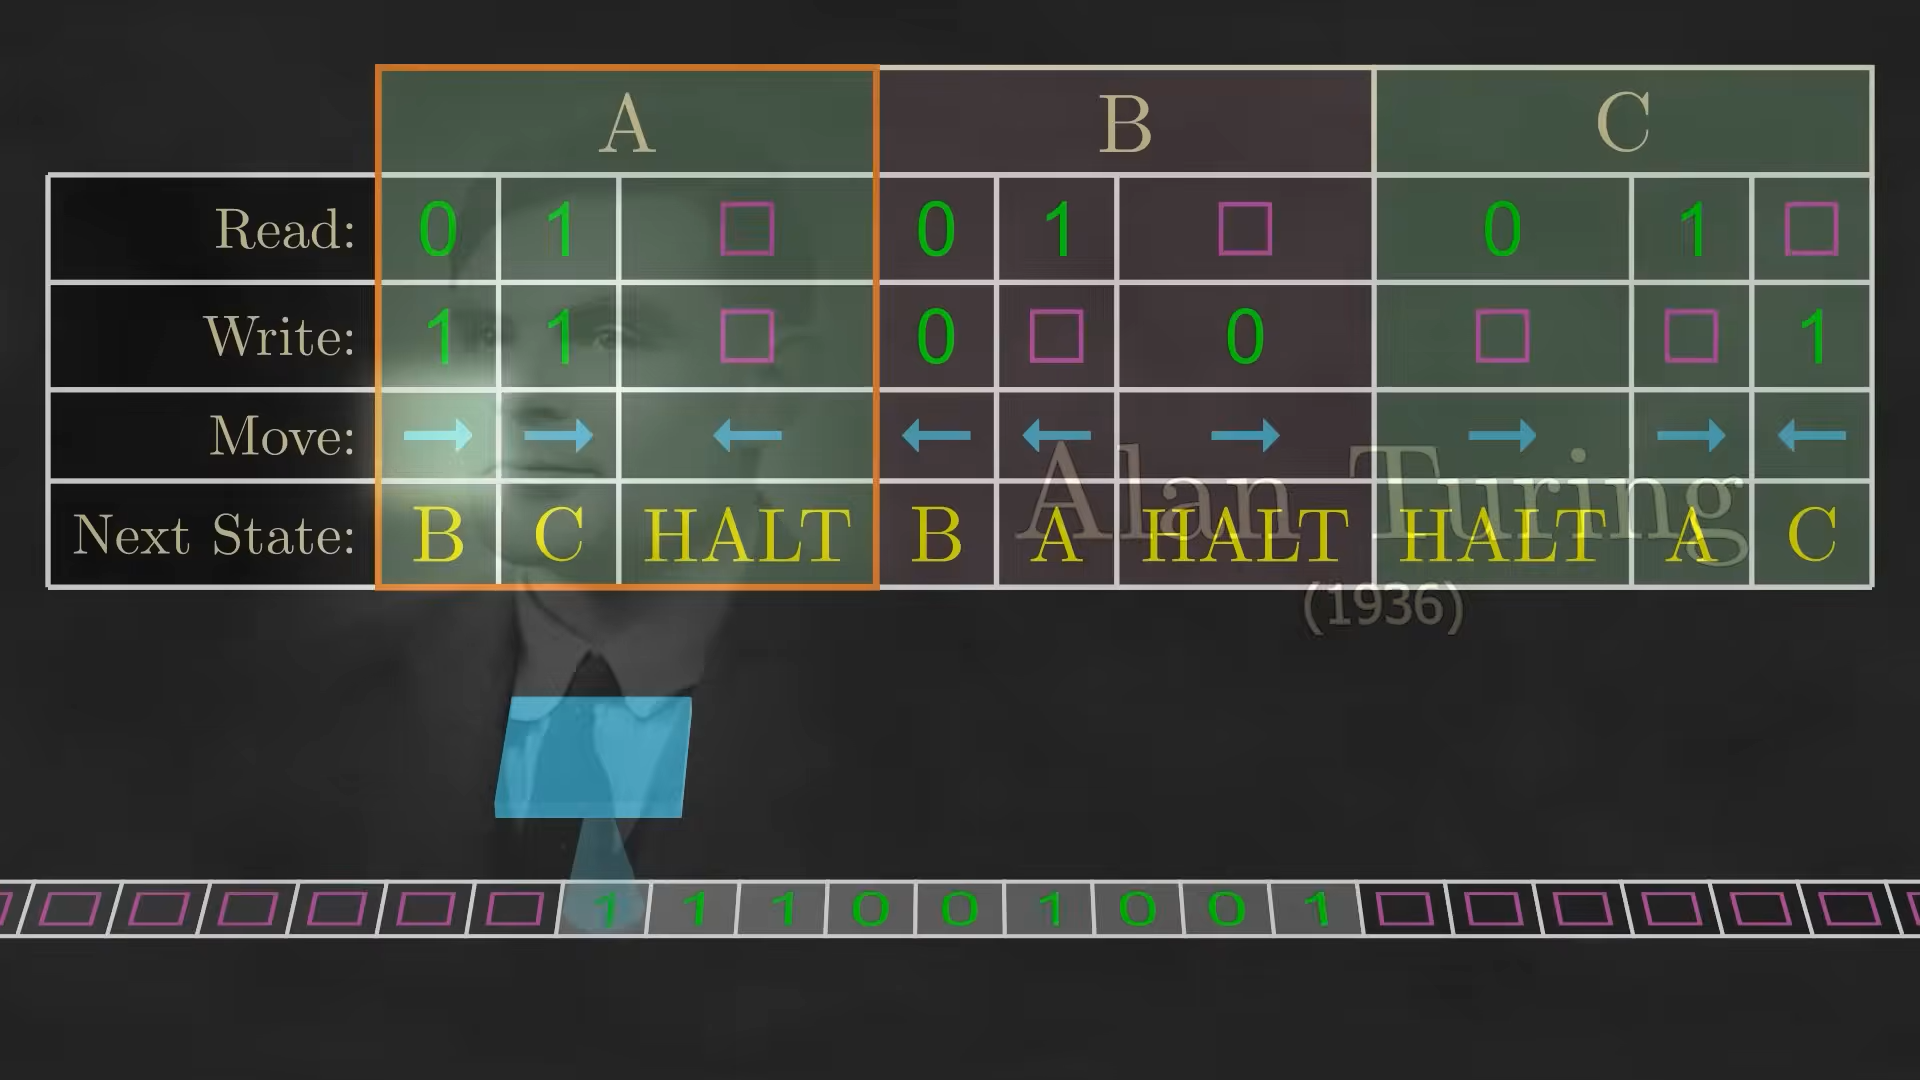 A B C
Read: 0 1 □ 0 1 □ 0 1 □
Write: 1 1 □ 0 □ 0 □ □ 1
Move: → → ← ← ← → → → ←
Next State: B C HALT B A HALT HALT A C
Alan Turing
(1936)
□ □ □ □ □ □ 1 1 1 0 0 1 0 0 1 □ □ □ □ □ □